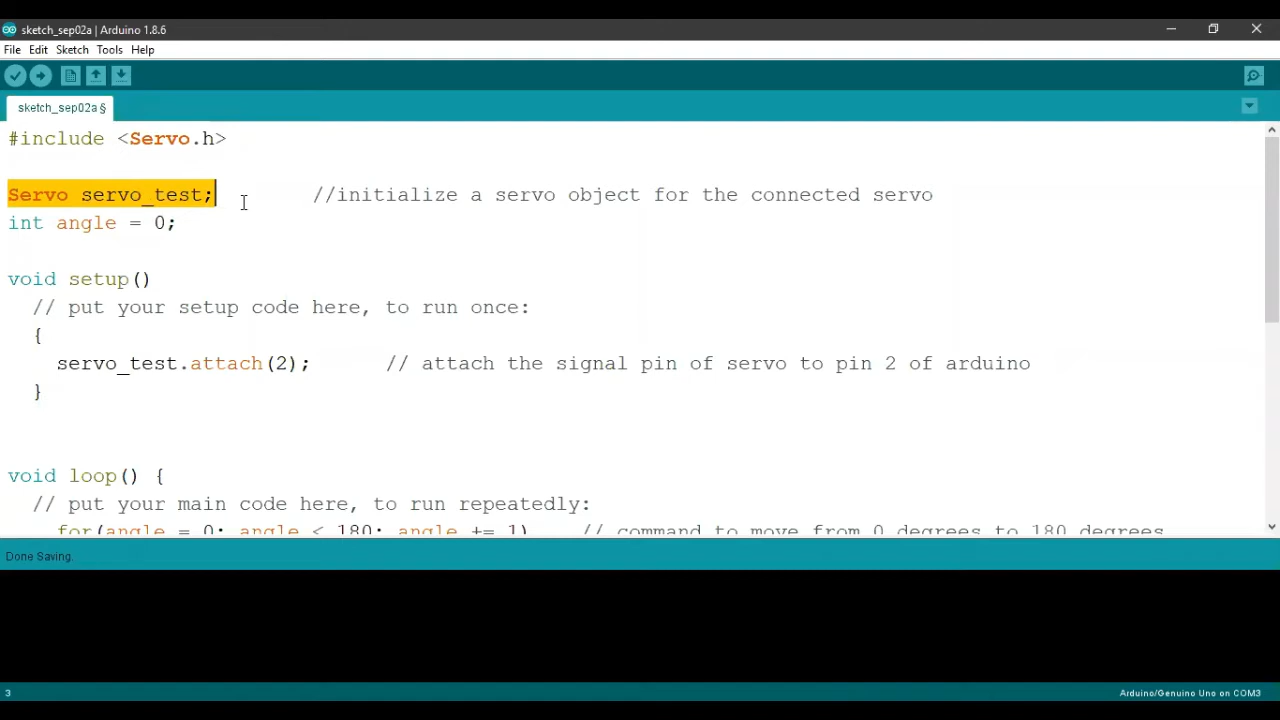 sketch_sep02a | Arduino 1.8.6
File Edit Sketch Tools Help
sketch_sep02a §
#include <Servo.h>
Servo servo_test;        //initialize a servo object for the connected servo
int angle = 0;
void setup()
  // put your setup code here, to run once:
  {
    servo_test.attach(2);      // attach the signal pin of servo to pin 2 of arduino
  }
void loop() {
  // put your main code here, to run repeatedly:
    for(angle = 0; angle < 180; angle += 1)    // command to move from 0 degrees to 180 degrees
Done Saving.
3
Arduino/Genuino Uno on COM3